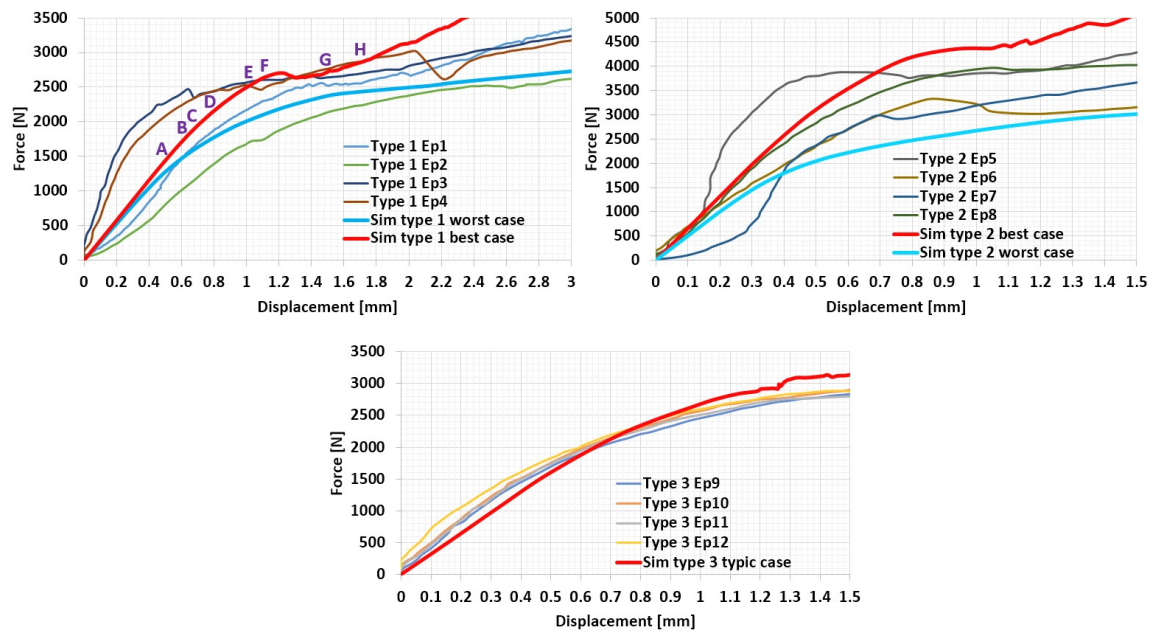 3500
3000
2500
2000
1500
1000
500
0
Force [N]
A
B
C
D
E
F
G
H
Type 1 Ep1
Type 1 Ep2
Type 1 Ep3
Type 1 Ep4
Sim type 1 worst case
Sim type 1 best case
0 0.2 0.4 0.6 0.8 1 1.2 1.4 1.6 1.8 2 2.2 2.4 2.6 2.8 3
Displacement [mm]
5000
4500
4000
3500
3000
2500
2000
1500
1000
500
0
Force [N]
Type 2 Ep5
Type 2 Ep6
Type 2 Ep7
Type 2 Ep8
Sim type 2 best case
Sim type 2 worst case
0 0.1 0.2 0.3 0.4 0.5 0.6 0.7 0.8 0.9 1 1.1 1.2 1.3 1.4 1.5
Displacement [mm]
3500
3000
2500
2000
1500
1000
500
0
Force [N]
Type 3 Ep9
Type 3 Ep10
Type 3 Ep11
Type 3 Ep12
Sim type 3 typic case
0 0.1 0.2 0.3 0.4 0.5 0.6 0.7 0.8 0.9 1 1.1 1.2 1.3 1.4 1.5
Displacement [mm]